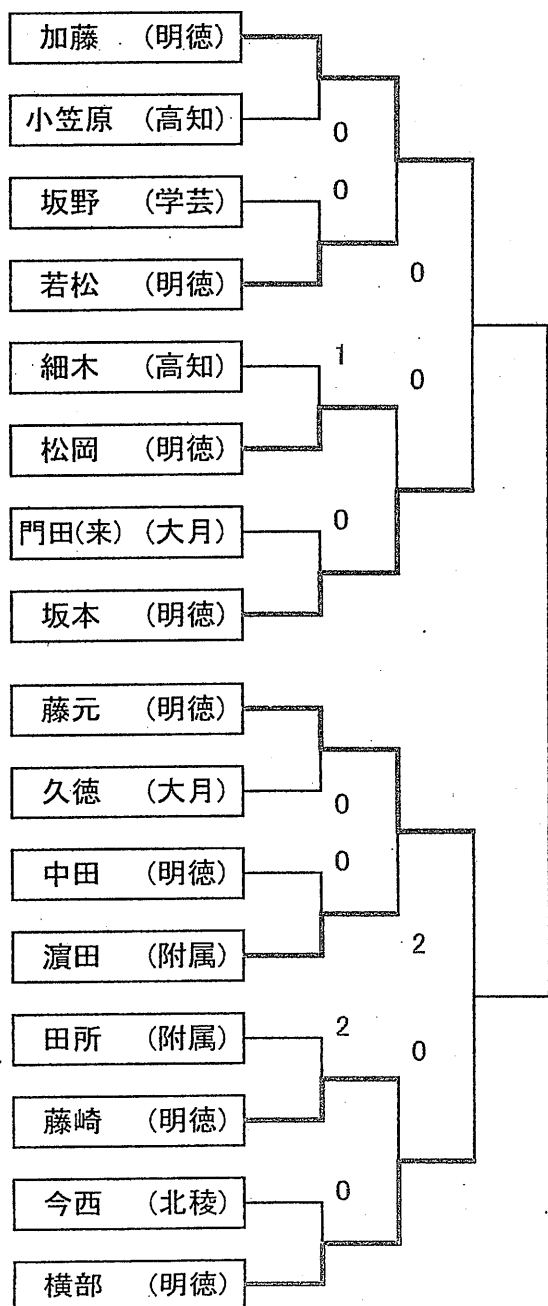 加藤 (明徳)
小笠原 (高知)
0
坂野 (学芸)
0
若松 (明徳)
0
細木 (高知)
1
0
松岡 (明徳)
門田(来) (大月)
0
坂本 (明徳)
藤元 (明徳)
久徳 (大月)
0
中田 (明徳)
0
濵田 (附属)
2
田所 (附属)
2
0
藤崎 (明徳)
今西 (北稜)
0
横部 (明徳)